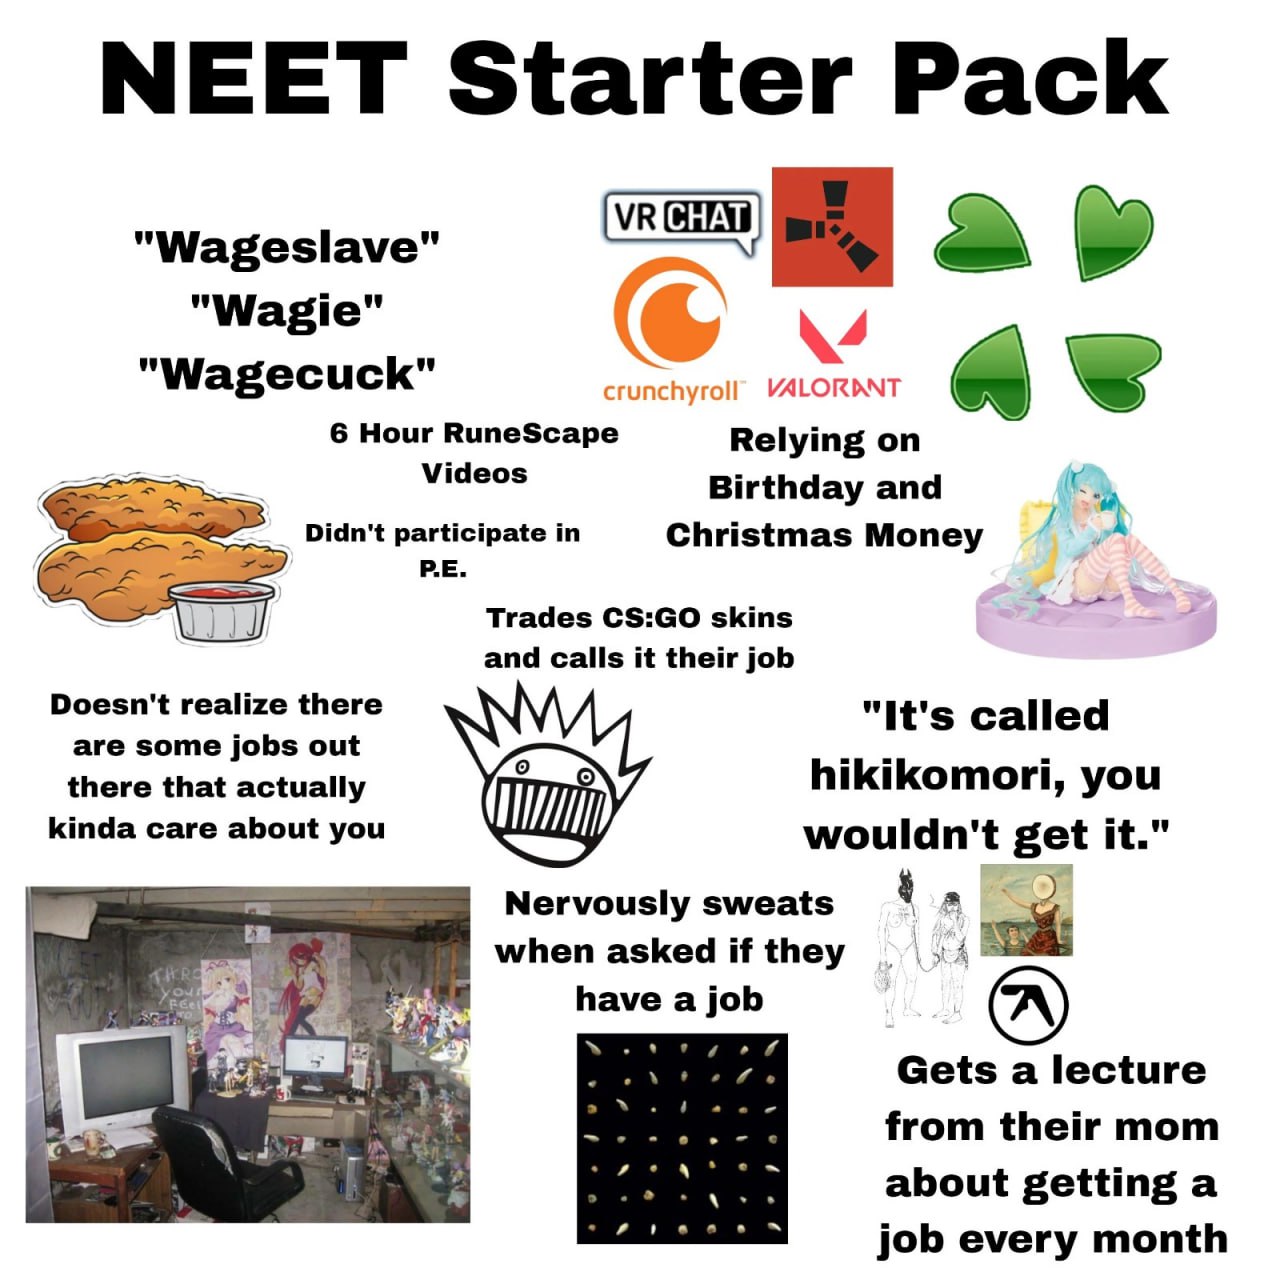 NEET Starter Pack
"Wageslave"
"Wagie"
"Wagecuck"
VR CHAT
crunchyroll
VALORANT
6 Hour RuneScape
Videos
Relying on
Birthday and
Christmas Money
Didn't participate in
P.E.
Trades CS:GO skins
and calls it their job
Doesn't realize there
are some jobs out
there that actually
kinda care about you
"It's called
hikikomori, you
wouldn't get it."
Nervously sweats
when asked if they
have a job
Gets a lecture
from their mom
about getting a
job every month